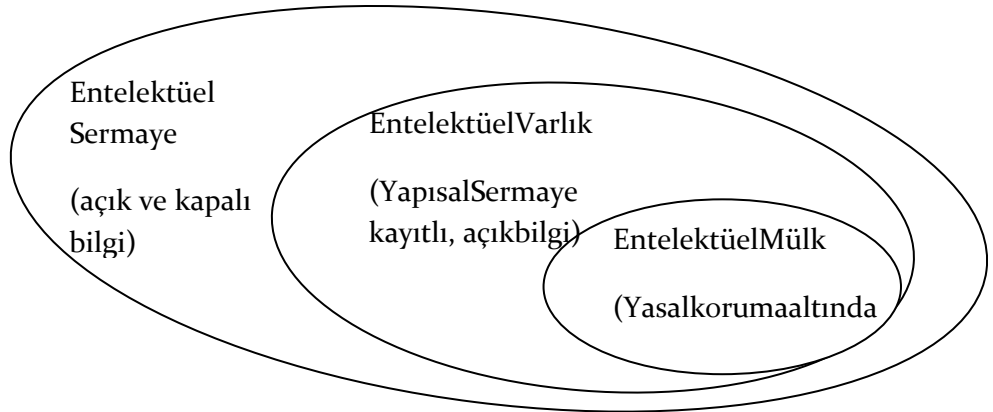 Entelektüel
Sermaye
(açık ve kapalı
bilgi)
EntelektüelVarlık
(YapısalSermaye
kayıtlı, açıkbilgi)
EntelektüelMülk
(Yasalkorumaaltında